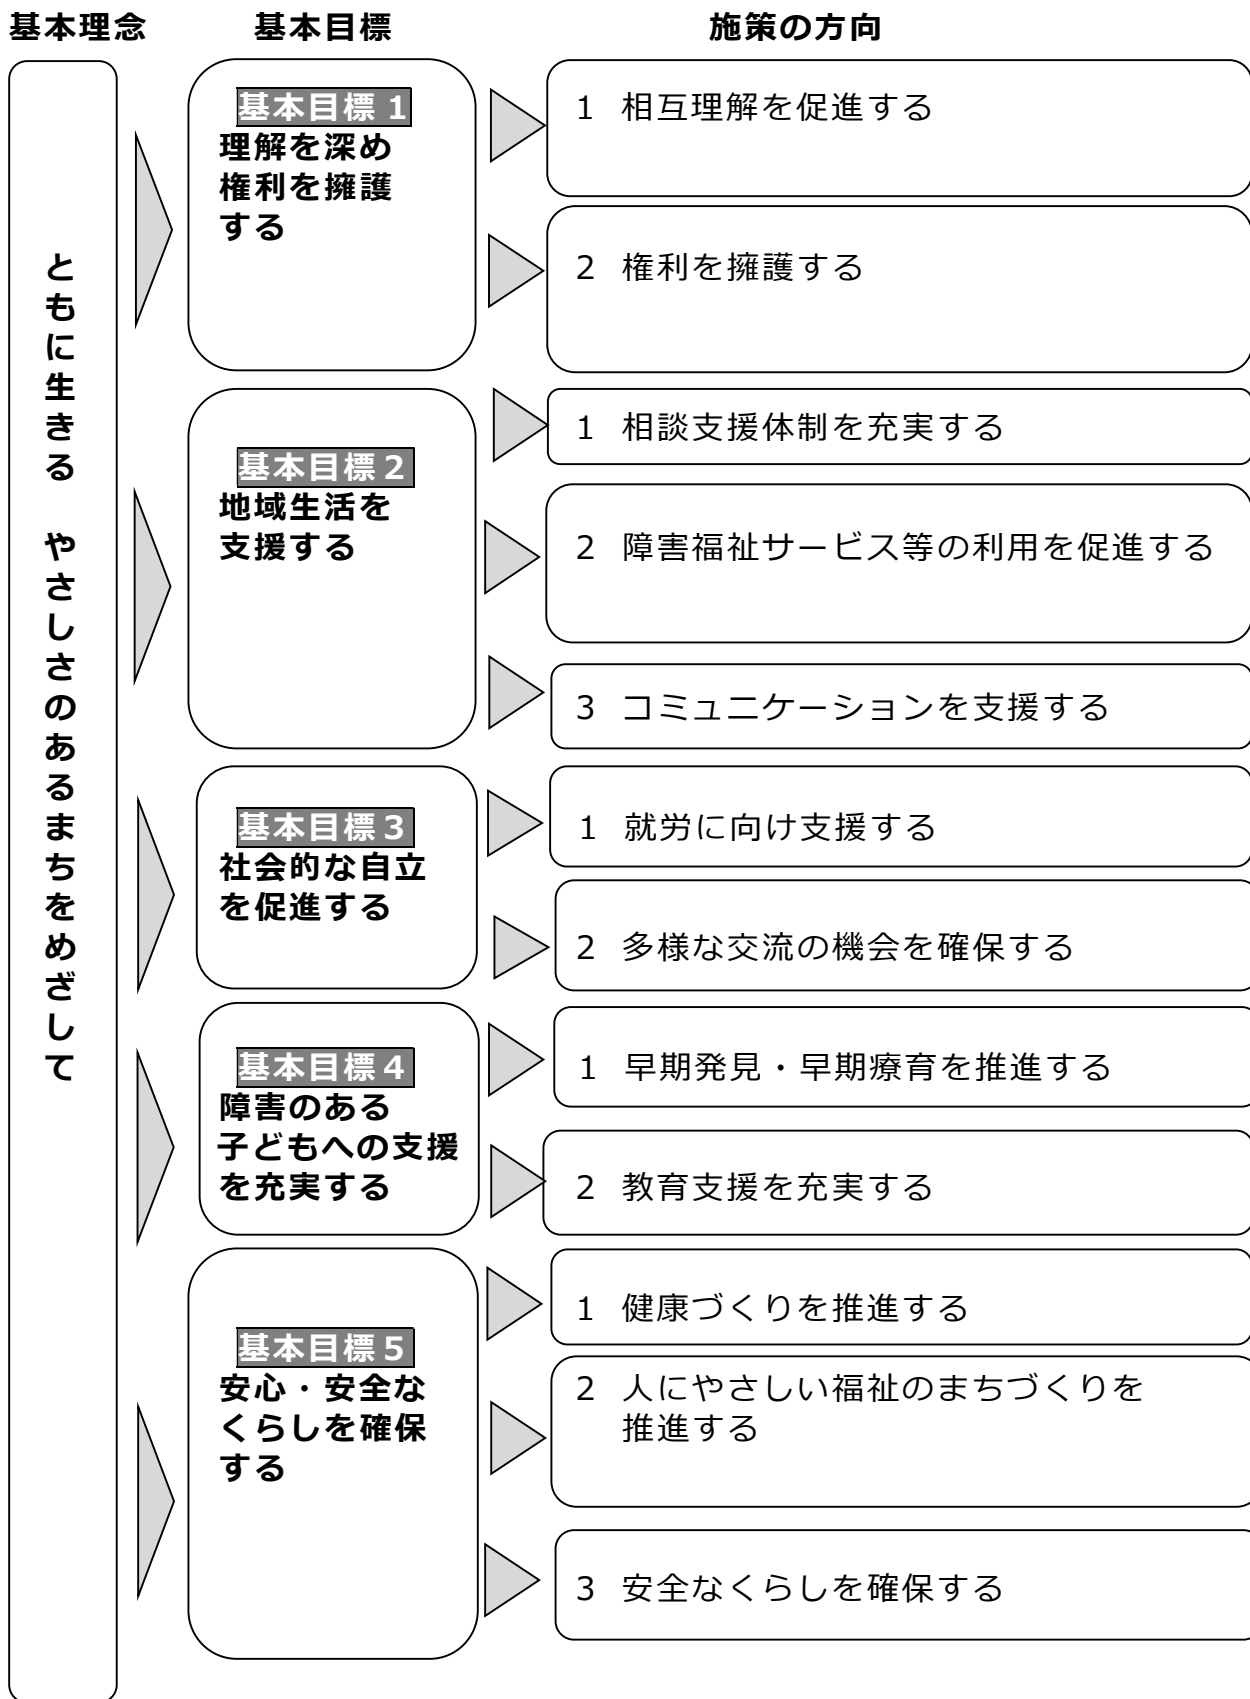 基本理念 基本目標 施策の方向
ともに生きる やさしさのあるまちをめざして
基本目標１
理解を深め
権利を擁護
する
1 相互理解を促進する
2 権利を擁護する
基本目標２
地域生活を
支援する
1 相談支援体制を充実する
2 障害福祉サービス等の利用を促進する
3 コミュニケーションを支援する
基本目標３
社会的な自立
を促進する
1 就労に向け支援する
2 多様な交流の機会を確保する
基本目標４
障害のある
子どもへの支援
を充実する
1 早期発見・早期療育を推進する
2 教育支援を充実する
基本目標５
安心・安全な
くらしを確保
する
1 健康づくりを推進する
2 人にやさしい福祉のまちづくりを
推進する
3 安全なくらしを確保する